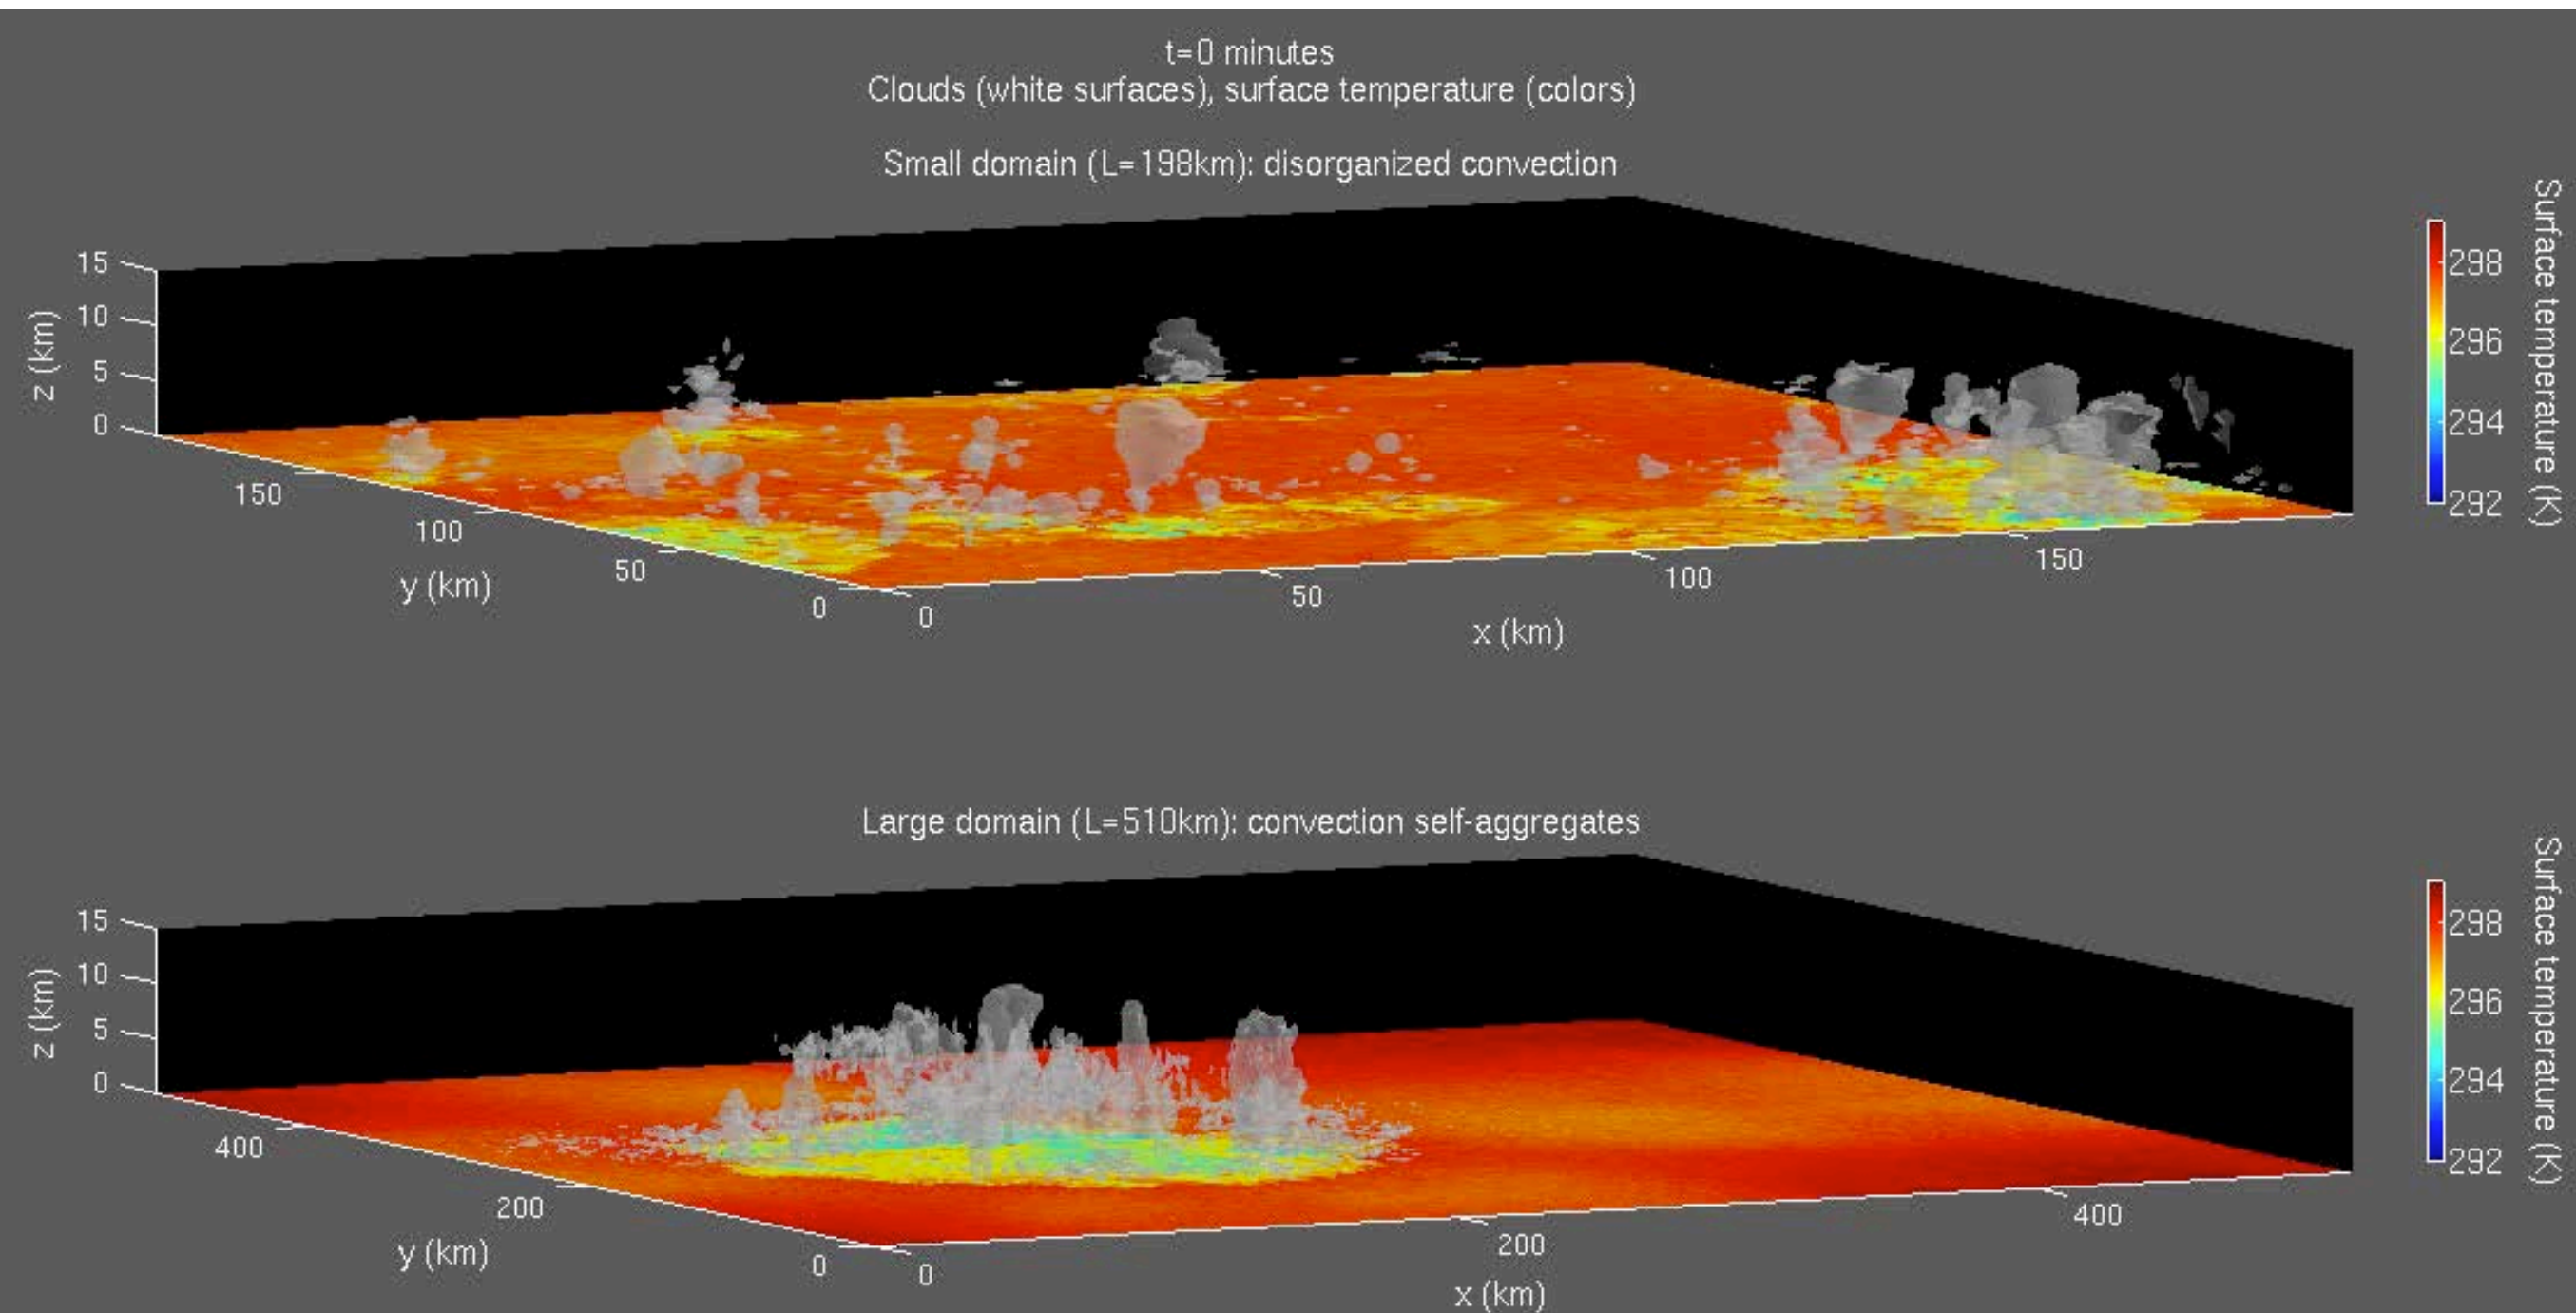 t=0 minutes
Clouds (white surfaces), surface temperature (colors)
Small domain (L=198km): disorganized convection
15
10
5
0
z (km)
150
100
50
0
y (km)
0
50
100
150
x (km)
298
296
294
292
Surface temperature (K)
Large domain (L=510km): convection self-aggregates
15
10
5
0
z (km)
400
200
0
y (km)
0
200
400
x (km)
298
296
294
292
Surface temperature (K)